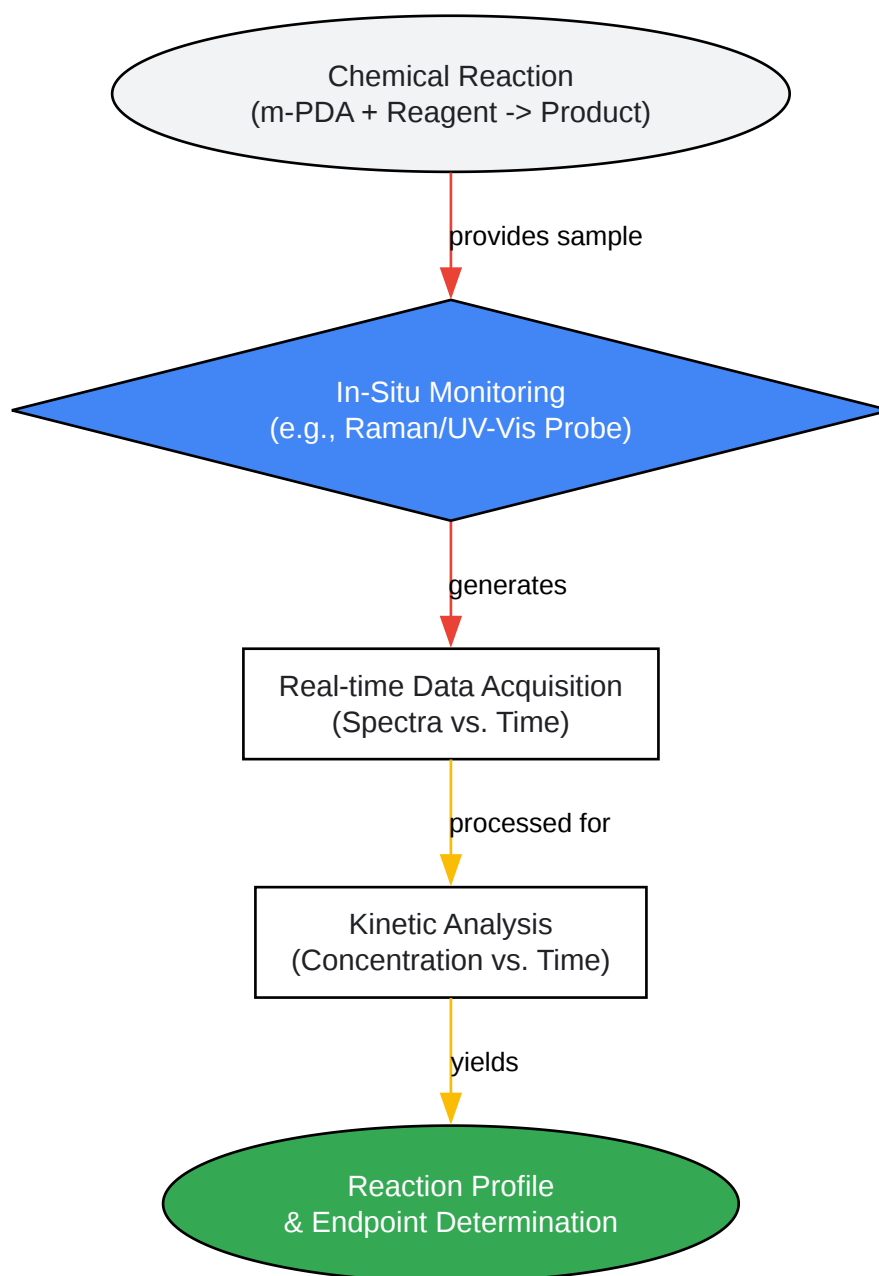 Chemical Reaction
(m-PDA + Reagent -> Product)
provides sample
In-Situ Monitoring
(e.g., Raman/UV-Vis Probe)
generates
Real-time Data Acquisition
(Spectra vs. Time)
processed for
Kinetic Analysis
(Concentration vs. Time)
yields
Reaction Profile
& Endpoint Determination